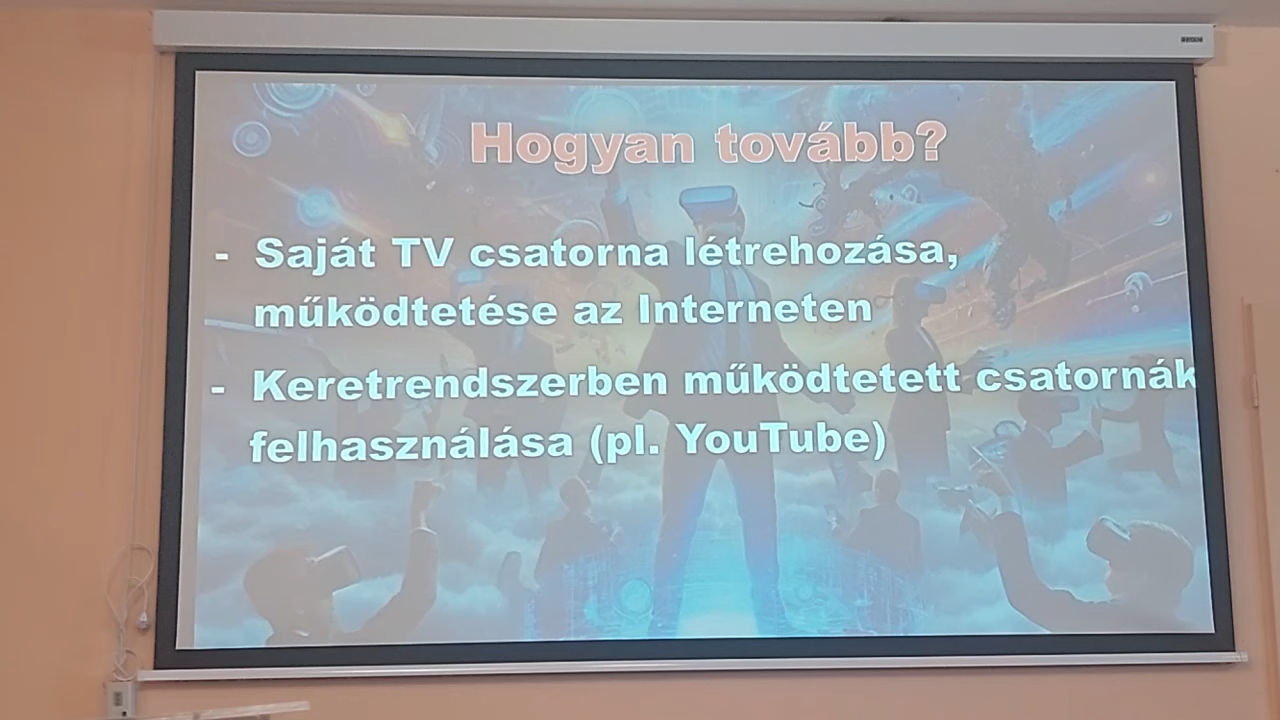 Hogyan tovább?
- Saját TV csatorna létrehozása,
működtetése az Interneten
- Keretrendszerben működtetett csatornák
felhasználása (pl. YouTube)